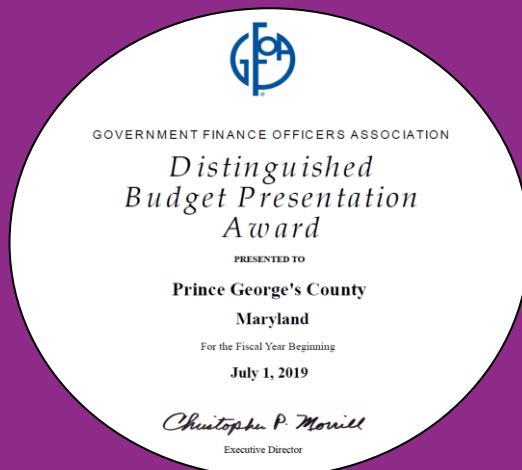 GFOA
GOVERNMENT FINANCE OFFICERS ASSOCIATION
Distinguished
Budget Presentation
Award
PRESENTED TO
Prince George's County
Maryland
For the Fiscal Year Beginning
July 1, 2019
Christopher P. Morrill
Executive Director